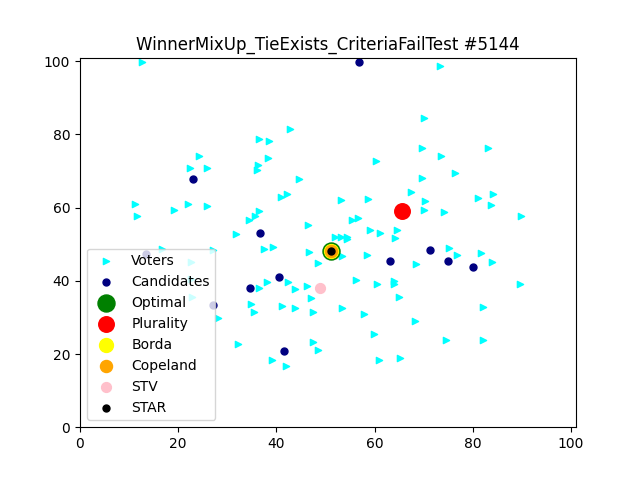 WinnerMixUp_TieExists_CriteriaFailTest #5144
100
80
60
40
20
0
Voters
Candidates
Optimal
Plurality
Borda
Copeland
STV
STAR
0 20 40 60 80 100